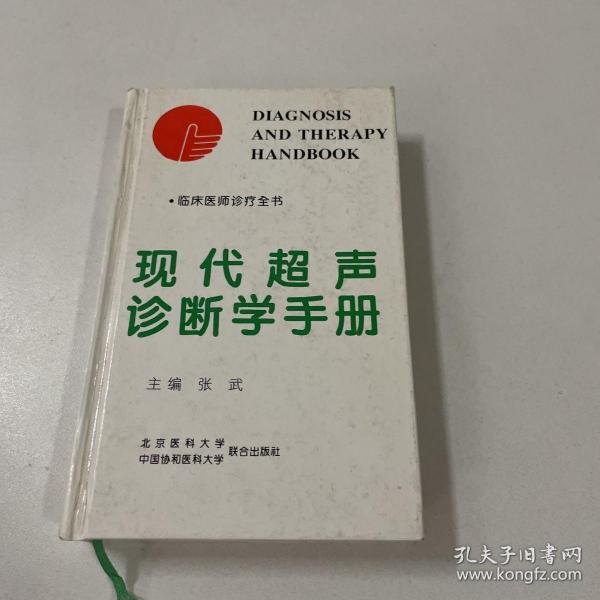 DIAGNOSIS
AND THERAPY
HANDBOOK
•临床医师诊疗全书
现代超声
诊断学手册
主编 张武
北京医科大学
中国协和医科大学
联合出版社
孔夫子旧书网
www.kongfz.com